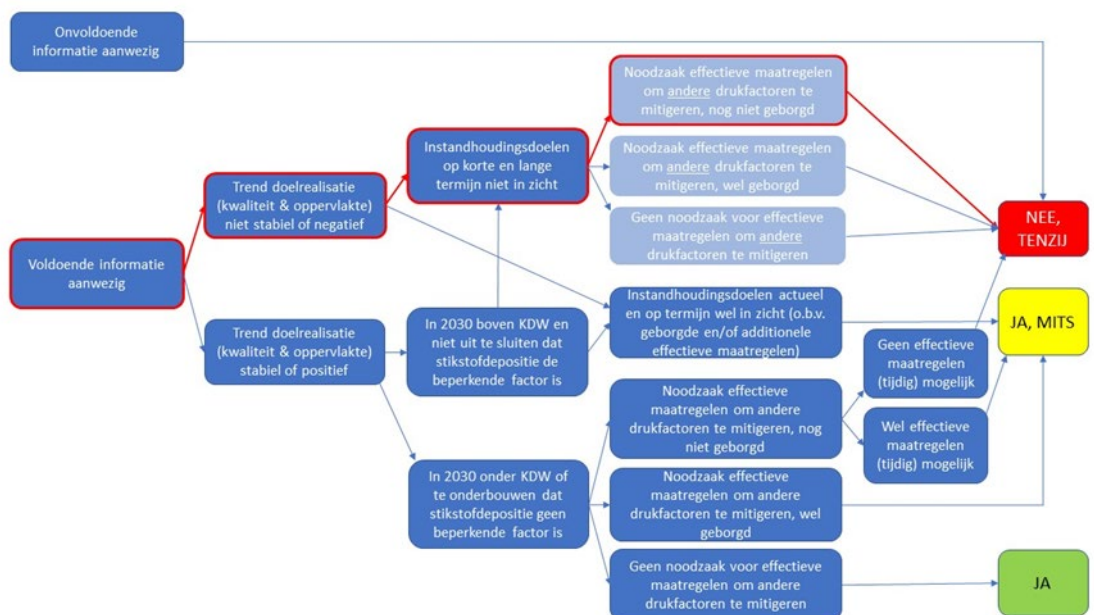 Onvoldoende
informatie aanwezig
Noodzaak effectieve maatregelen
om andere drukfactoren te
mitigeren, nog niet geborgd
Instandhoudingsdoelen
op korte en lange
termijn niet in zicht
Noodzaak effectieve maatregelen
om andere drukfactoren te
mitigeren, wel geborgd
Trend doelrealisatie
(kwaliteit & oppervlakte)
niet stabiel of negatief
Geen noodzaak voor effectieve
maatregelen om andere
drukfactoren te mitigeren
NEE,
TENZIJ
Voldoende informatie
aanwezig
Trend doelrealisatie
(kwaliteit & oppervlakte)
stabiel of positief
In 2030 boven KDW en
niet uit te sluiten dat
stikstofdepositie de
beperkende factor is
Instandhoudingsdoelen actueel
en op termijn wel in zicht (o.b.v.
geborgde en/of additionele
effectieve maatregelen)
JA, MITS
Geen effectieve
maatregelen
(tijdig) mogelijk
Noodzaak effectieve
maatregelen om andere
drukfactoren te mitigeren, nog
niet geborgd
Wel effectieve
maatregelen
(tijdig) mogelijk
In 2030 onder KDW of
te onderbouwen dat
stikstofdepositie geen
beperkende factor is
Noodzaak effectieve
maatregelen om andere
drukfactoren te mitigeren, wel
geborgd
Geen noodzaak voor effectieve
maatregelen om andere
drukfactoren te mitigeren
JA